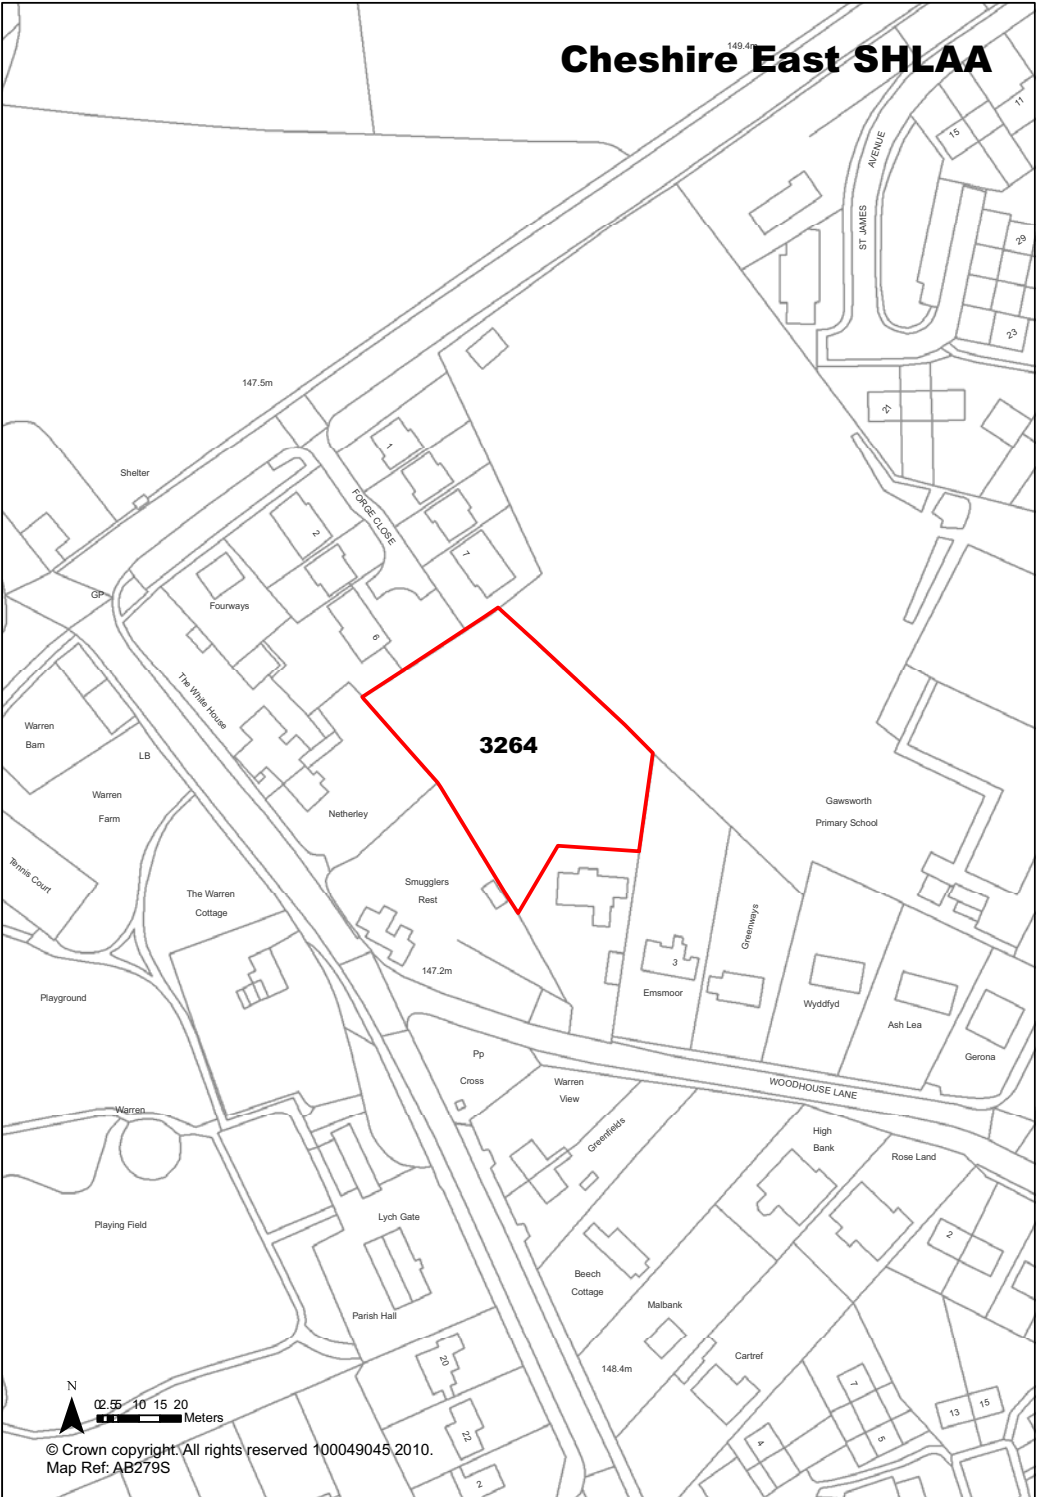 149.4m
Cheshire East SHLAA
11
15
AVENUE
ST JAMES
29
23
147.5m
21
1
Shelter
FORGE CLOSE
2
7
GP
Fourways
6
The White House
Warren
Barn
LB
3264
Warren
Farm
Netherley
Gawsworth
Primary School
Tennis Court
Smugglers
Rest
The Warren
Cottage
Greenways
147.2m
3
Playground
Emsmoor
Wyddfyd
Ash Lea
Gerona
Pp
Cross
Warren
View
WOODHOUSE LANE
Warren
Greenfields
High
Bank
Rose Land
Playing Field
Lych Gate
2
Beech
Cottage
Malbank
Parish Hall
20
148.4m
Cartref
7
13
15
22
4
5
2
N
0 2.5 5 10 15 20
Meters
© Crown copyright. All rights reserved 100049045 2010.
Map Ref: AB279S